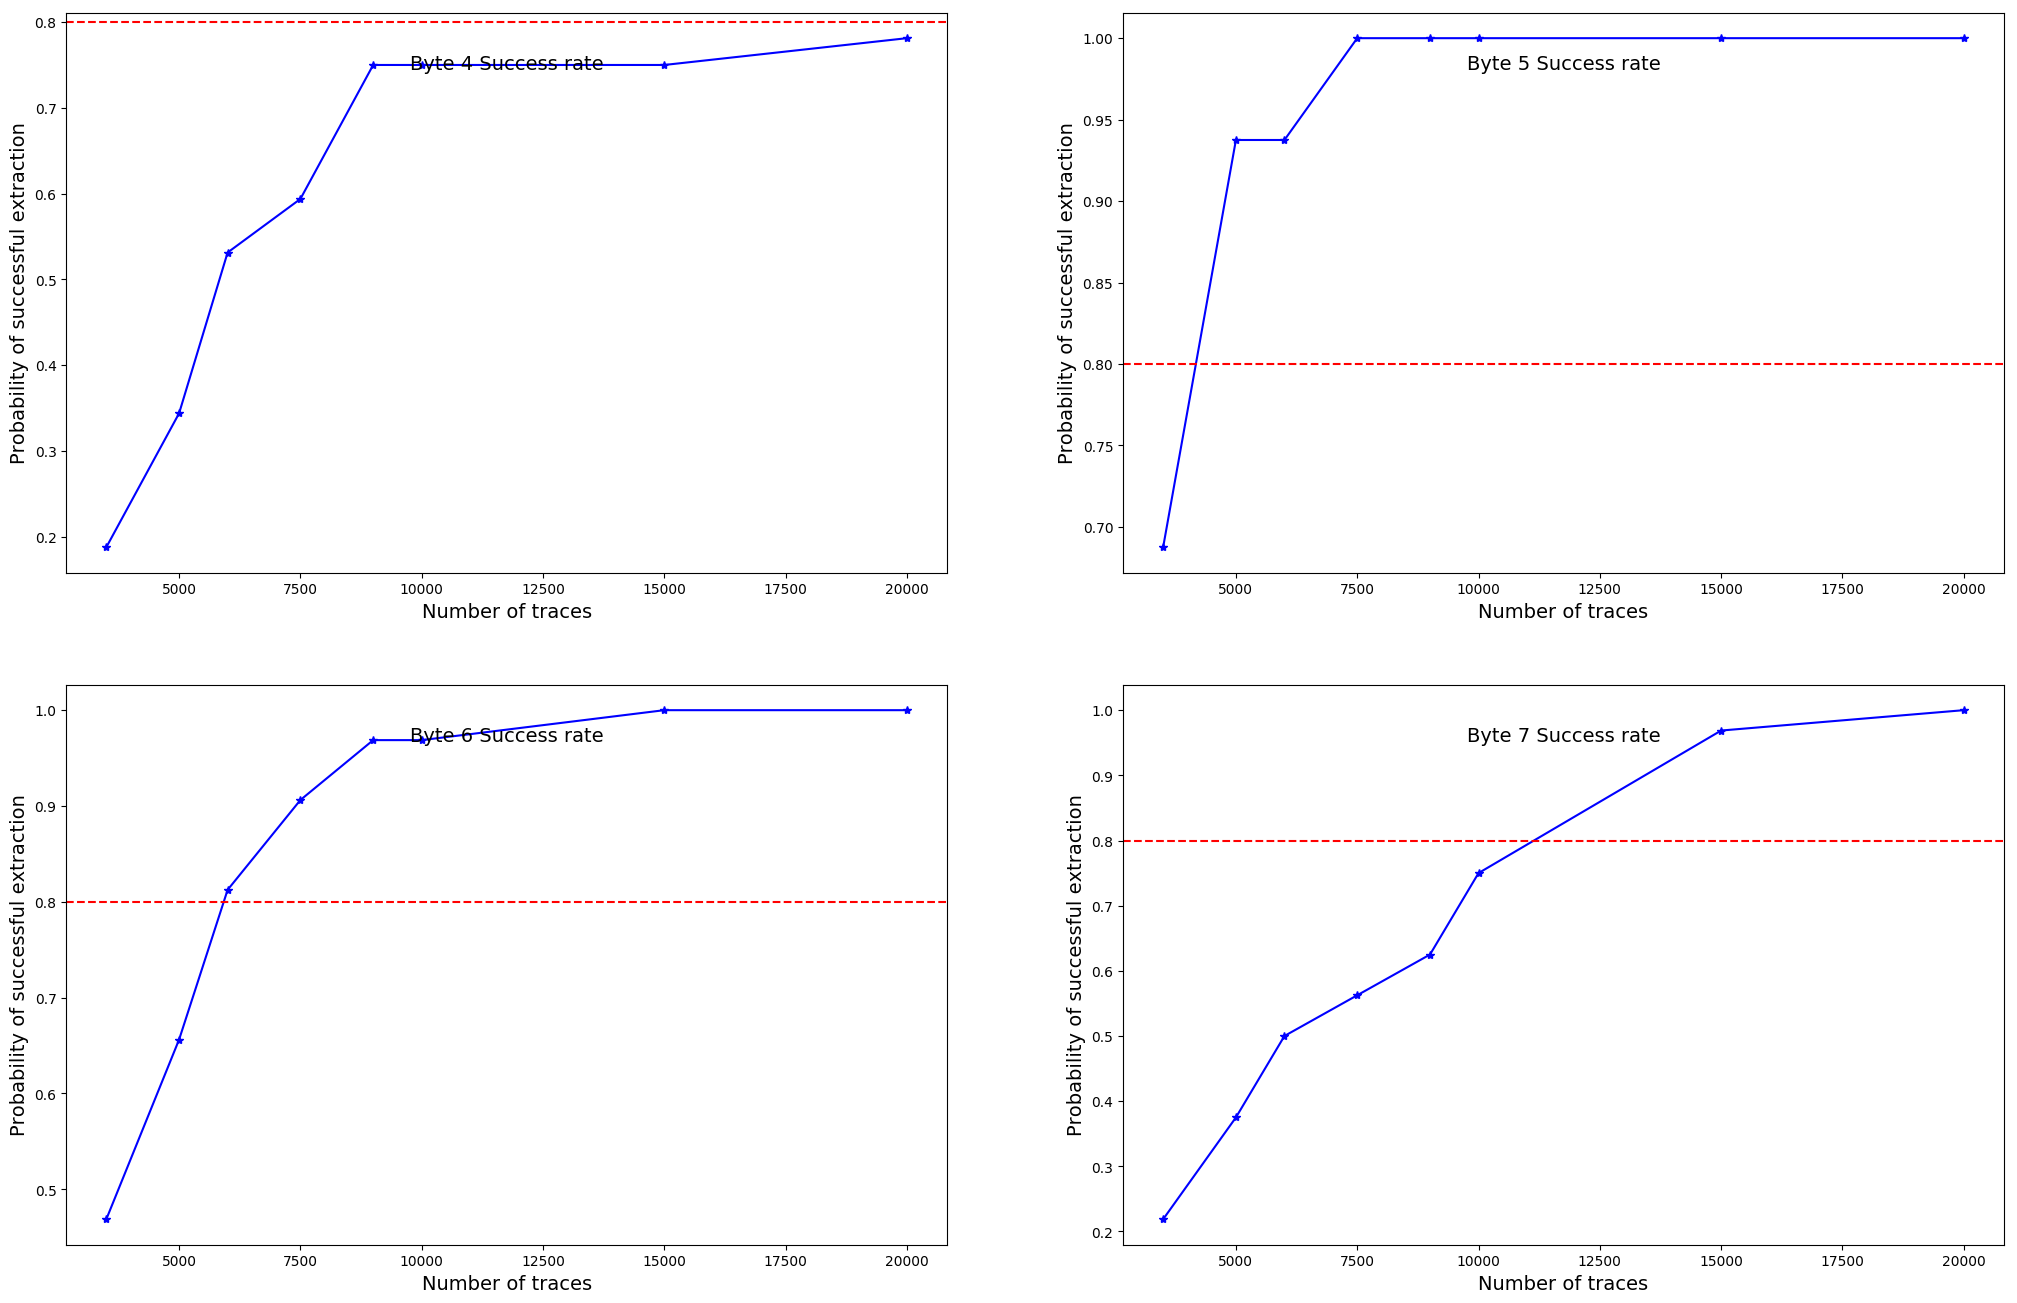 Byte 4 Success rate
Probability of successful extraction
0.8
0.7
0.6
0.5
0.4
0.3
0.2
5000 7500 10000 12500 15000 17500 20000
Number of traces
Byte 5 Success rate
Probability of successful extraction
1.00
0.95
0.90
0.85
0.80
0.75
0.70
5000 7500 10000 12500 15000 17500 20000
Number of traces
Byte 6 Success rate
Probability of successful extraction
1.0
0.9
0.8
0.7
0.6
0.5
5000 7500 10000 12500 15000 17500 20000
Number of traces
Byte 7 Success rate
Probability of successful extraction
1.0
0.9
0.8
0.7
0.6
0.5
0.4
0.3
0.2
5000 7500 10000 12500 15000 17500 20000
Number of traces